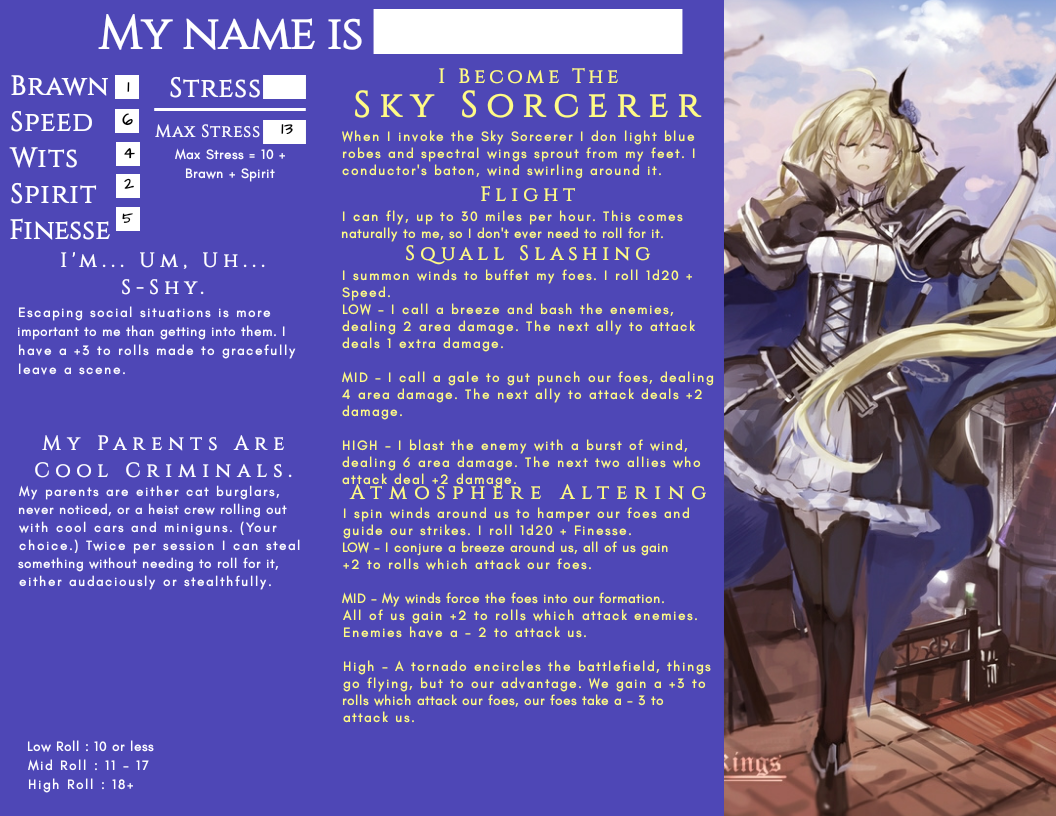 My name is
Brawn 1
Speed 6
Wits 4
Spirit 2
Finesse 5
Stress
Max Stress 13
Max Stress = 10 +
Brawn + Spirit
I'm... Um, Uh...
S-Shy.
Escaping social situations is more
important to me than getting into them. I
have a +3 to rolls made to gracefully
leave a scene.
My Parents Are
Cool Criminals.
My parents are either cat burglars,
never noticed, or a heist crew rolling out
with cool cars and miniguns. (Your
choice.) Twice per session I can steal
something without needing to roll for it,
either audaciously or stealthfully.
Low Roll : 10 or less
Mid Roll : 11 - 17
High Roll : 18+
I Become The
Sky Sorcerer
When I invoke the Sky Sorcerer I don light blue
robes and spectral wings sprout from my feet. I
conductor's baton, wind swirling around it.
Flight
I can fly, up to 30 miles per hour. This comes
naturally to me, so I don't ever need to roll for it.
Squall Slashing
I summon winds to buffet my foes. I roll 1d20 +
Speed.
LOW - I call a breeze and bash the enemies,
dealing 2 area damage. The next ally to attack
deals 1 extra damage.
MID - I call a gale to gut punch our foes, dealing
4 area damage. The next ally to attack deals +2
damage.
HIGH - I blast the enemy with a burst of wind,
dealing 6 area damage. The next two allies who
attack deal +2 damage.
Atmosphere Altering
I spin winds around us to hamper our foes and
guide our strikes. I roll 1d20 + Finesse.
LOW - I conjure a breeze around us, all of us gain
+2 to rolls which attack our foes.
MID - My winds force the foes into our formation.
All of us gain +2 to rolls which attack enemies.
Enemies have a - 2 to attack us.
High - A tornado encircles the battlefield, things
go flying, but to our advantage. We gain a +3 to
rolls which attack our foes, our foes take a - 3 to
attack us.